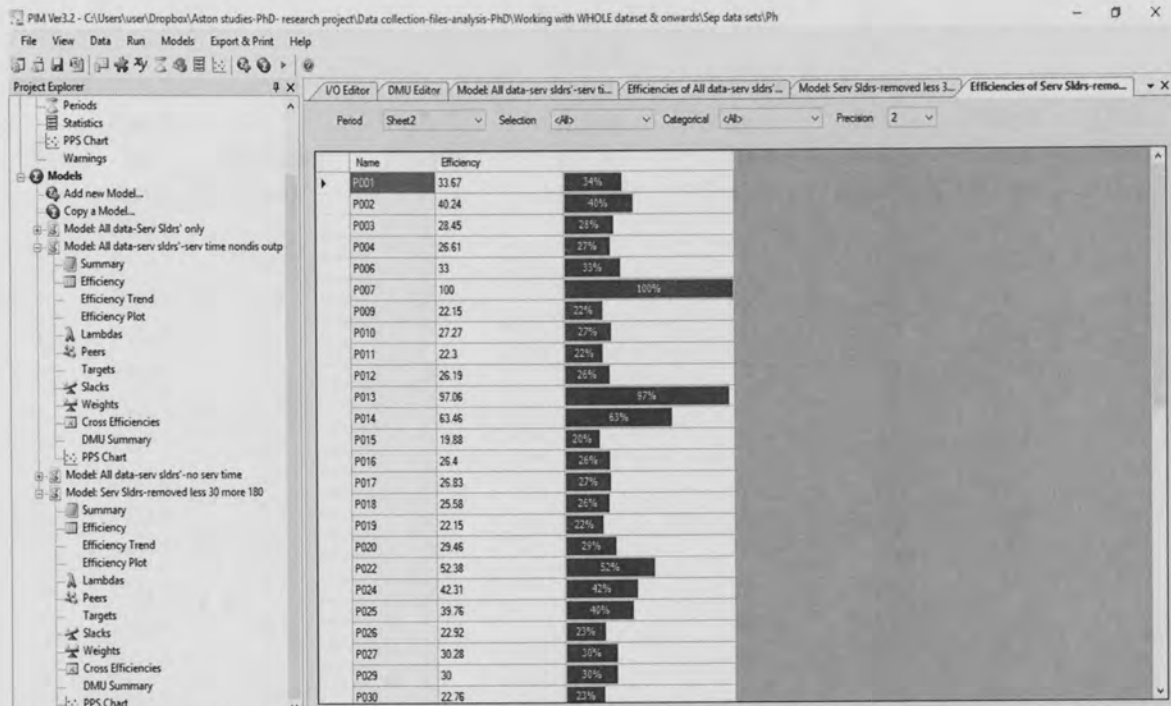 PIM Ver3.2 - C:\Users\user\Dropbox\Aston studies-PhD- research project\Data collection-files-analysis-PhD\Working with WHOLE dataset & onwards\Sep data sets\Ph
File View Data Run Models Export & Print Help
Project Explorer
I/O Editor DMU Editor Model: All data-serv sldrs'-serv ti... Efficiencies of All data-serv sldrs'... Model: Serv Sldrs-removed less 3... Efficiencies of Serv Sldrs-remo...
Period Sheet2 Selection <All> Categorical <All> Precision 2
Periods
Statistics
PPS Chart
Warnings
Models
Add new Model...
Copy a Model...
Model: All data-Serv Sldrs' only
Model: All data-serv sldrs'-serv time nondis outp
Summary
Efficiency
Efficiency Trend
Efficiency Plot
Lambdas
Peers
Targets
Slacks
Weights
Cross Efficiencies
DMU Summary
PPS Chart
Model: All data-serv sldrs'-no serv time
Model: Serv Sldrs-removed less 30 more 180
Summary
Efficiency
Efficiency Trend
Efficiency Plot
Lambdas
Peers
Targets
Slacks
Weights
Cross Efficiencies
DMU Summary
PPS Chart
Name Efficiency
P001 33.67 34%
P002 40.24 40%
P003 28.45 28%
P004 26.61 27%
P006 33 33%
P007 100 100%
P009 22.15 22%
P010 27.27 27%
P011 22.3 22%
P012 26.19 26%
P013 97.06 97%
P014 63.46 63%
P015 19.88 20%
P016 26.4 26%
P017 26.83 27%
P018 25.58 26%
P019 22.15 22%
P020 29.46 29%
P022 52.38 52%
P024 42.31 42%
P025 39.76 40%
P026 22.92 23%
P027 30.28 30%
P029 30 30%
P030 22.76 23%